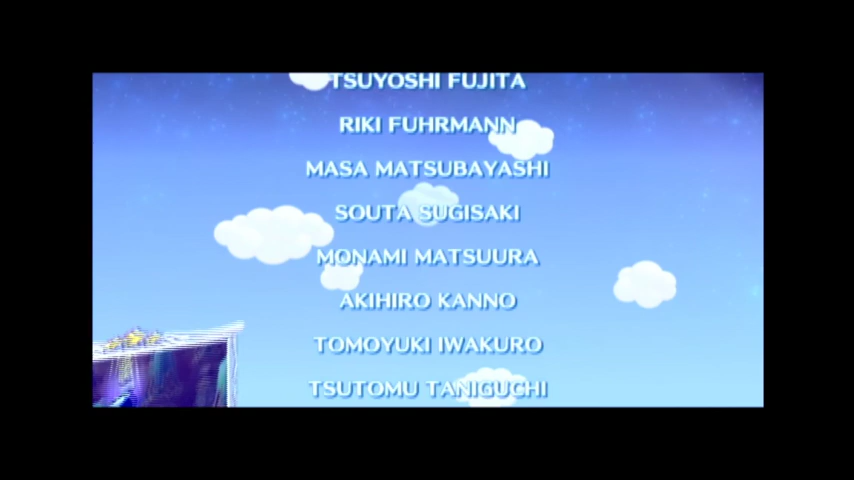 TSUYOSHI FUJITA
RIKI FUHRMANN
MASA MATSUBAYASHI
SOUTA SUGISAKI
MONAMI MATSUURA
AKIHIRO KANNO
TOMOYUKI IWAKURO
TSUTOMU TANIGUCHI